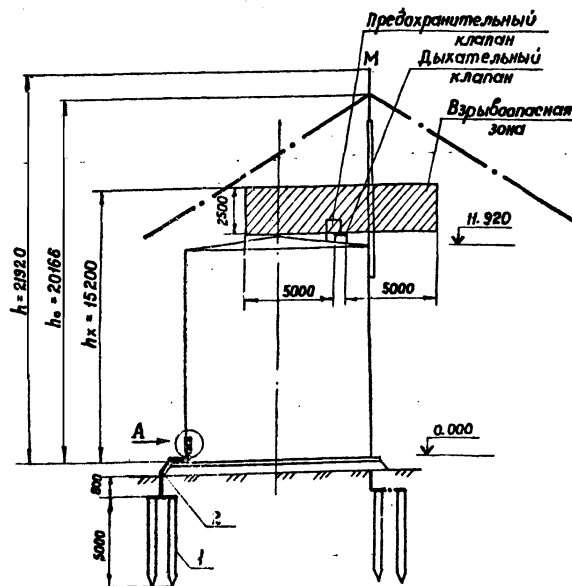 Предохранительный
клапан
М
Дыхательный
клапан
Взрывоопасная
зона
2500
11.920
5000
5000
h=21920
h₀=20166
hx=15200
А
0.000
800
2
1
5000